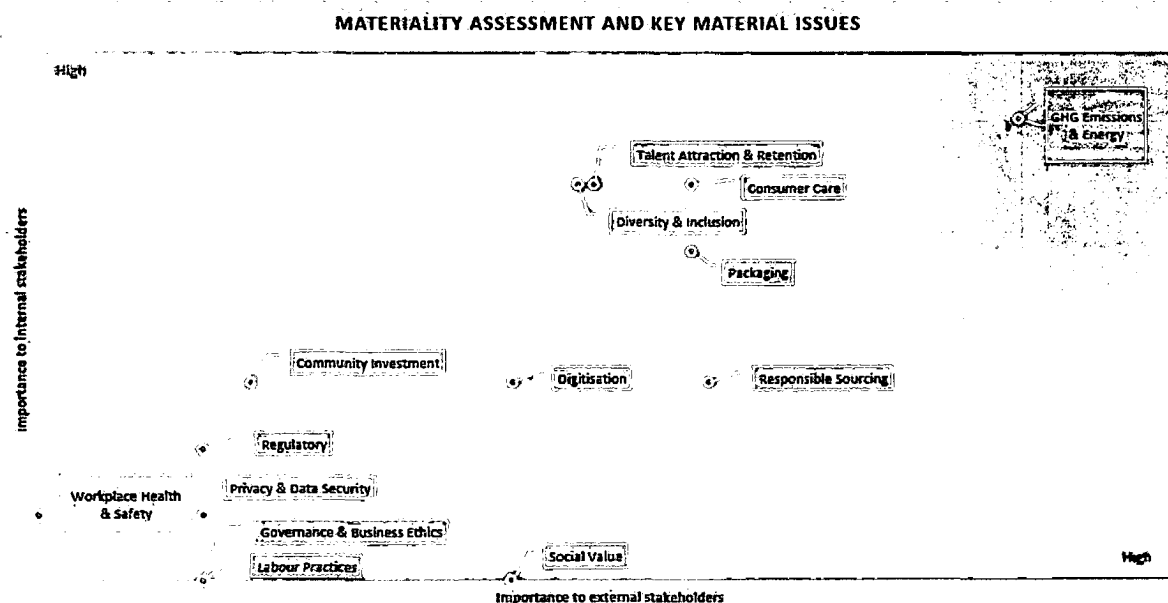 MATERIALITY ASSESSMENT AND KEY MATERIAL ISSUES
High
GHG Emissions
& Energy
Talent Attraction & Retention
Consumer Care
Diversity & Inclusion
Packaging
Importance to internal stakeholders
Community Investment
Digitisation
Responsible Sourcing
Regulatory
Privacy & Data Security
Workplace Health
& Safety
Governance & Business Ethics
Social Value
High
Labour Practices
Importance to external stakeholders